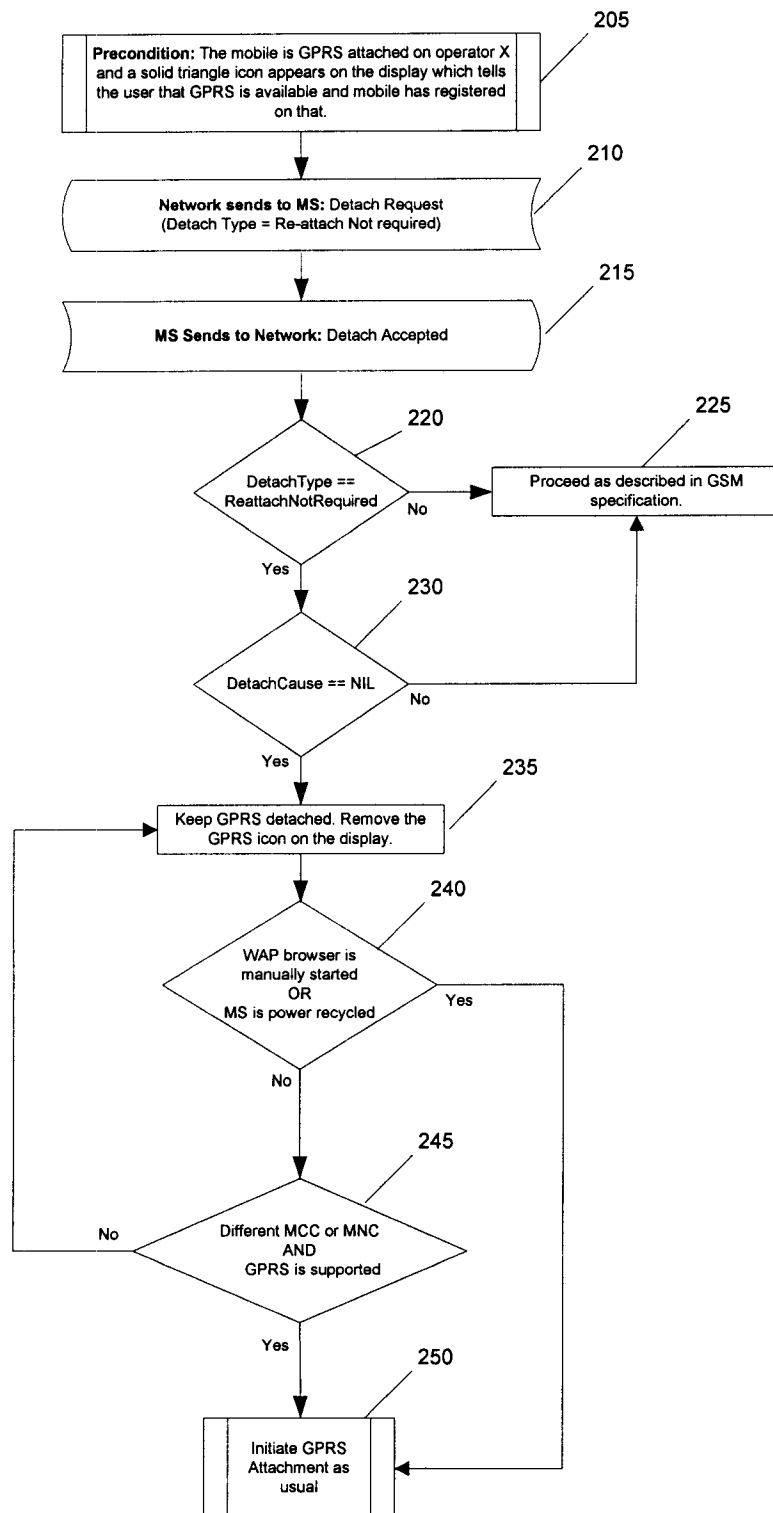 205
Precondition: The mobile is GPRS attached on operator X
and a solid triangle icon appears on the display which tells
the user that GPRS is available and mobile has registered
on that.
210
Network sends to MS: Detach Request
(Detach Type = Re-attach Not required)
215
MS Sends to Network: Detach Accepted
220
DetachType ==
ReattachNotRequired
No
Yes
225
Proceed as described in GSM
specification.
230
DetachCause == NIL
No
Yes
235
Keep GPRS detached. Remove the
GPRS icon on the display.
240
WAP browser is
manually started
OR
MS is power recycled
Yes
No
245
Different MCC or MNC
AND
GPRS is supported
No
Yes
250
Initiate GPRS
Attachment as
usual